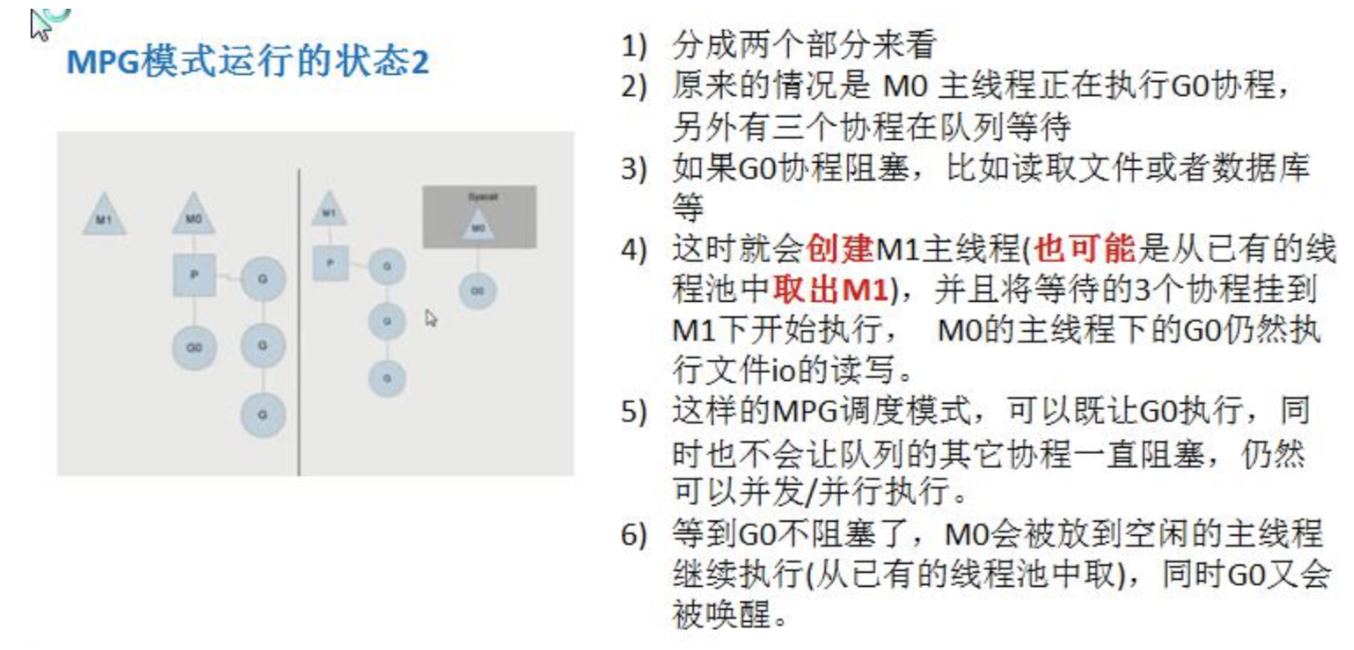 MPG模式运行的状态2
M1
M0
P
G
G0
G
G
M1
P
G
G
G
Syscall
M0
G0
1) 分成两个部分来看
2) 原来的情况是 M0 主线程正在执行G0协程，
另外有三个协程在队列等待
3) 如果G0协程阻塞，比如读取文件或者数据库
等
4) 这时就会创建M1主线程(也可能是从已有的线
程池中取出M1)，并且将等待的3个协程挂到
M1下开始执行， M0的主线程下的G0仍然执
行文件io的读写。
5) 这样的MPG调度模式，可以既让G0执行，同
时也不会让队列的其它协程一直阻塞，仍然
可以并发/并行执行。
6) 等到G0不阻塞了，M0会被放到空闲的主线程
继续执行(从已有的线程池中取)，同时G0又会
被唤醒。